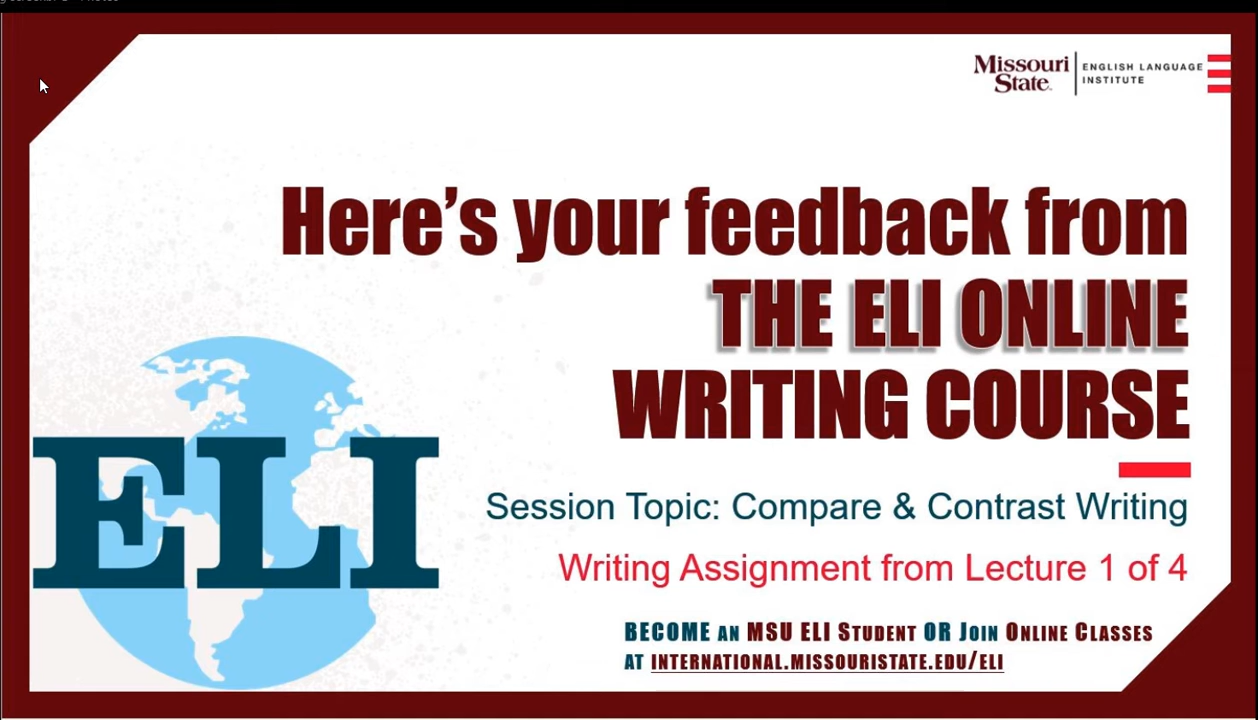 Missouri State.
ENGLISH LANGUAGE
INSTITUTE
Here's your feedback from
THE ELI ONLINE
WRITING COURSE
ELI
Session Topic: Compare & Contrast Writing
Writing Assignment from Lecture 1 of 4
BECOME AN MSU ELI STUDENT OR JOIN ONLINE CLASSES
AT INTERNATIONAL.MISSOURISTATE.EDU/ELI